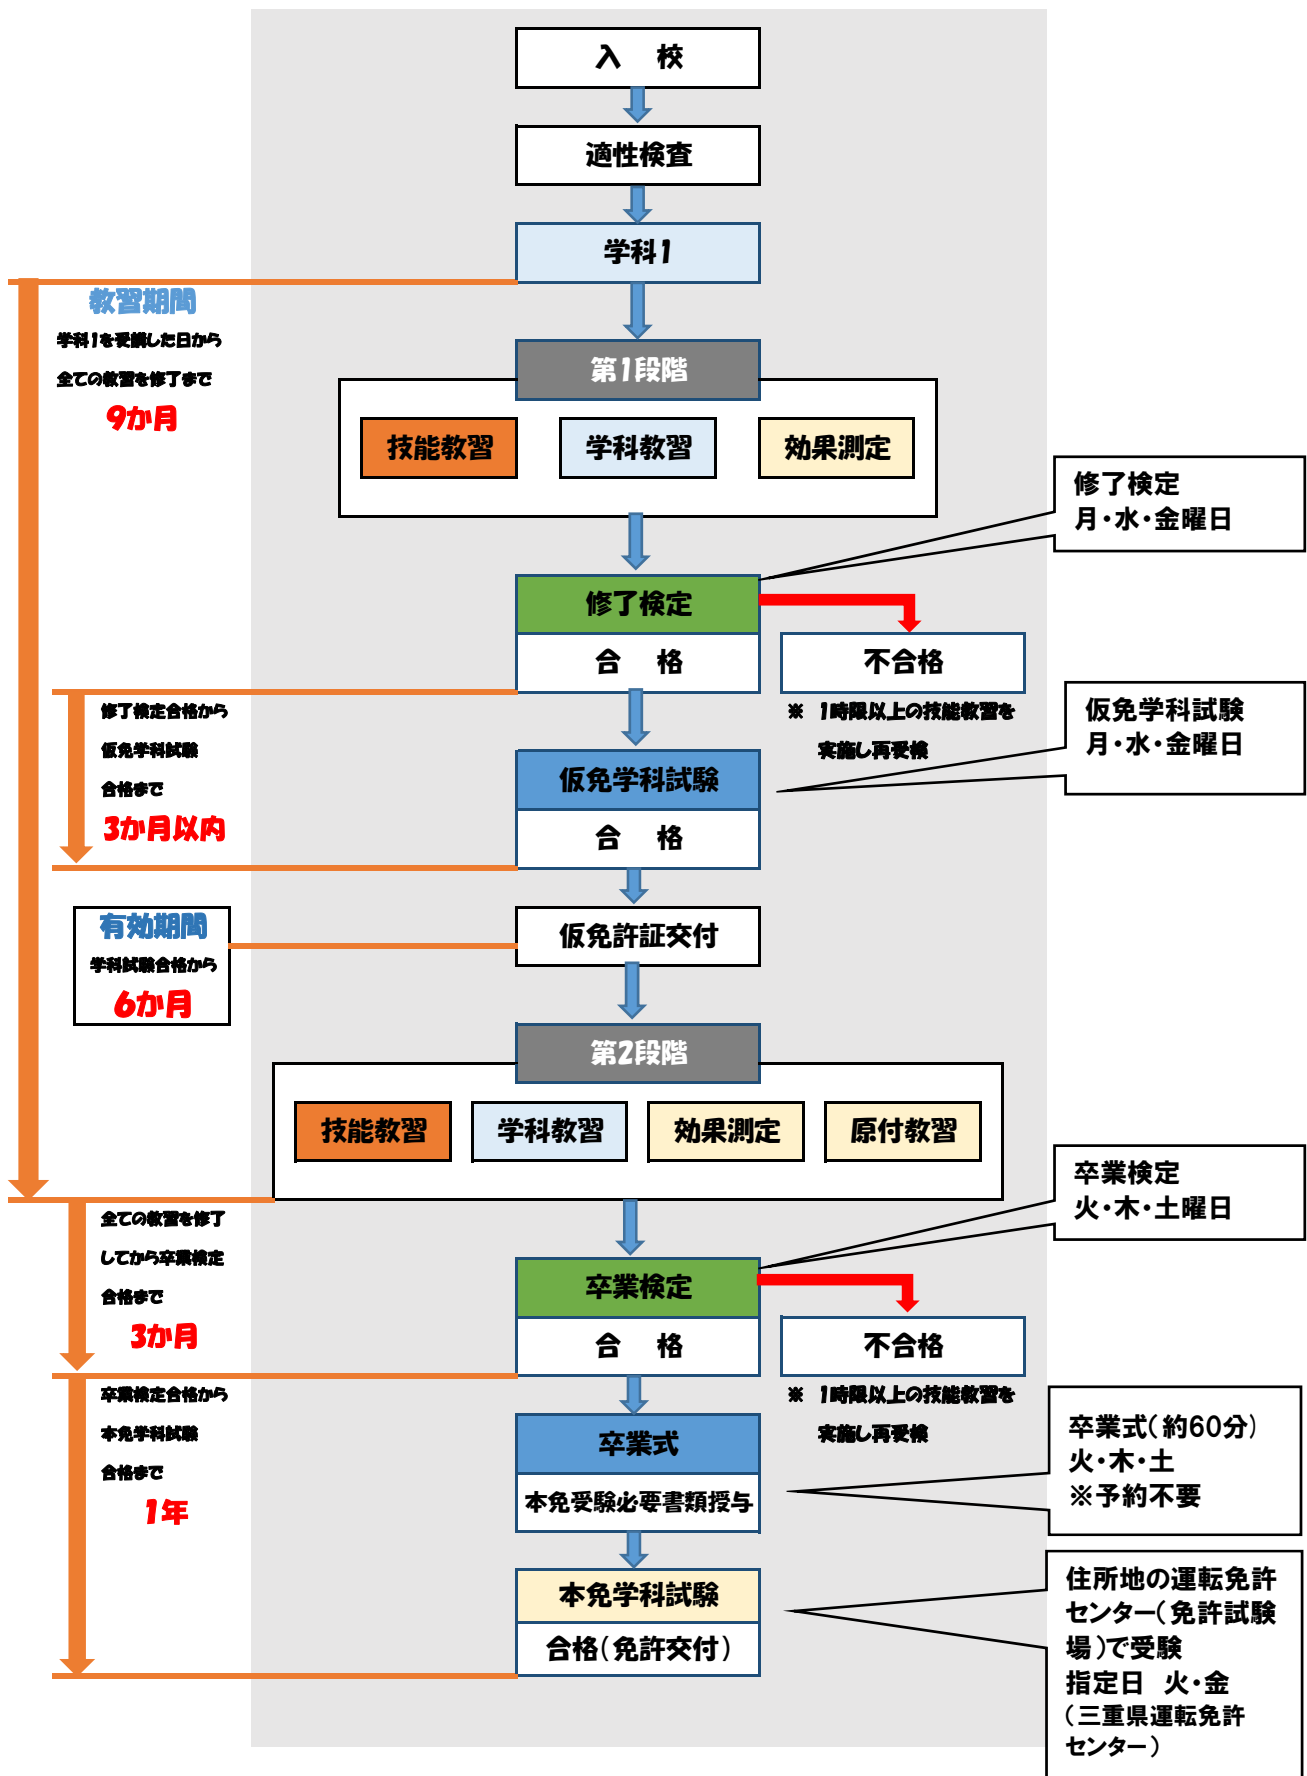 入　校
適性検査
学科1
教習期間
学科1を受講した日から
全ての教習を修了まで
9か月
第1段階
技能教習
学科教習
効果測定
修了検定
月・水・金曜日
修了検定
合　格
不合格
※　1時限以上の技能教習を
実施し再受検
修了検定合格から
仮免学科試験
合格まで
3か月以内
仮免学科試験
月・水・金曜日
仮免学科試験
合　格
有効期間
学科試験合格から
6か月
仮免許証交付
第2段階
技能教習
学科教習
効果測定
原付教習
卒業検定
火・木・土曜日
全ての教習を修了
してから卒業検定
合格まで
3か月
卒業検定
合　格
不合格
※　1時限以上の技能教習を
実施し再受検
卒業検定合格から
本免学科試験
合格まで
1年
卒業式
本免受験必要書類授与
卒業式（約60分）
火・木・土
※予約不要
本免学科試験
合格（免許交付）
住所地の運転免許
センター（免許試験
場）で受験
指定日　火・金
（三重県運転免許
センター）